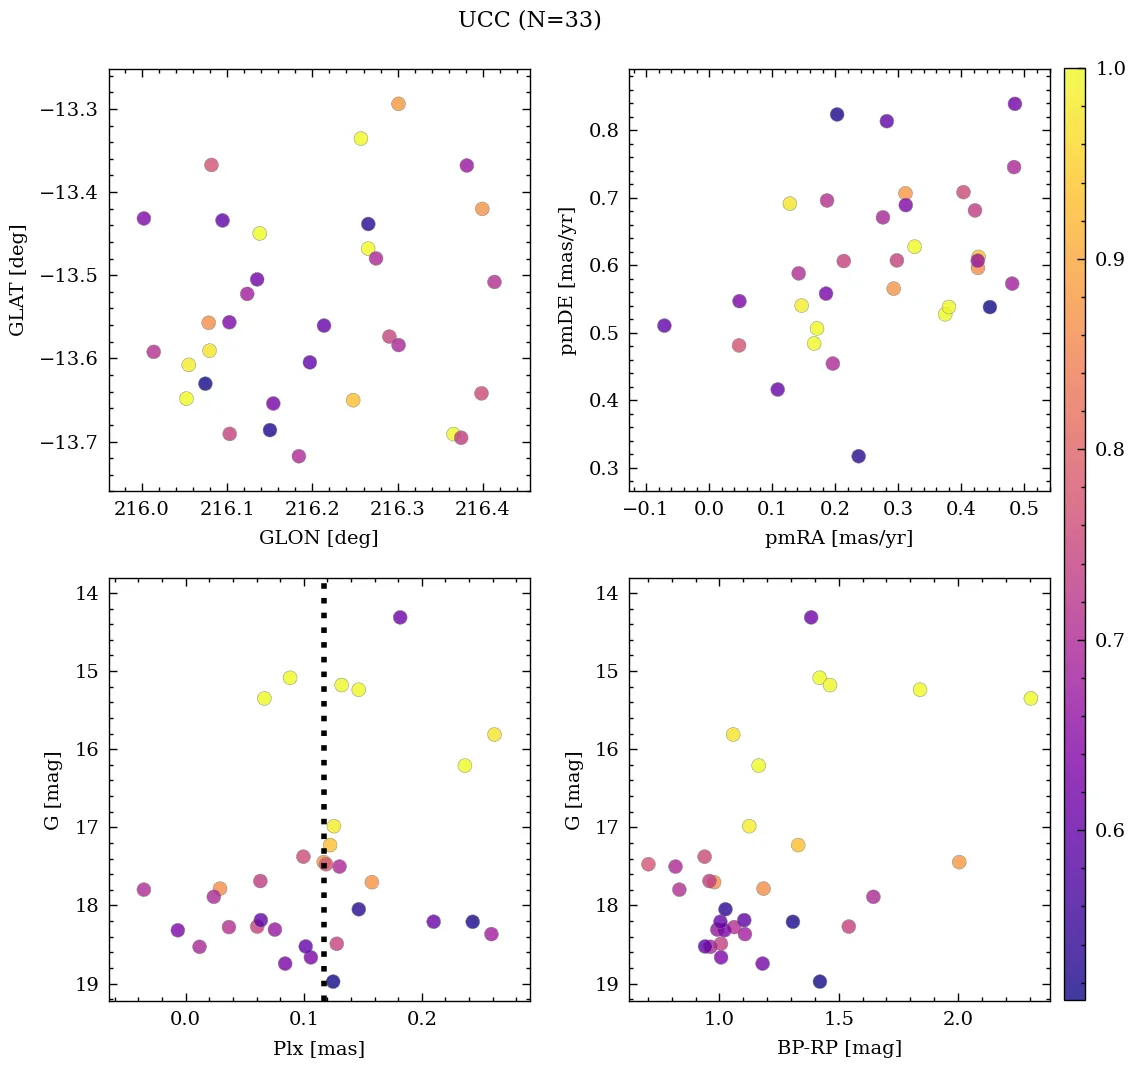 UCC (N=33)
−13.3
−13.4
−13.5
−13.6
−13.7
GLAT [deg]
216.0 216.1 216.2 216.3 216.4
GLON [deg]
0.8
0.7
0.6
0.5
0.4
0.3
pmDE [mas/yr]
−0.1 0.0 0.1 0.2 0.3 0.4 0.5
pmRA [mas/yr]
14
15
16
17
18
19
G [mag]
0.0 0.1 0.2
Plx [mas]
14
15
16
17
18
19
G [mag]
1.0 1.5 2.0
BP-RP [mag]
1.0
0.9
0.8
0.7
0.6